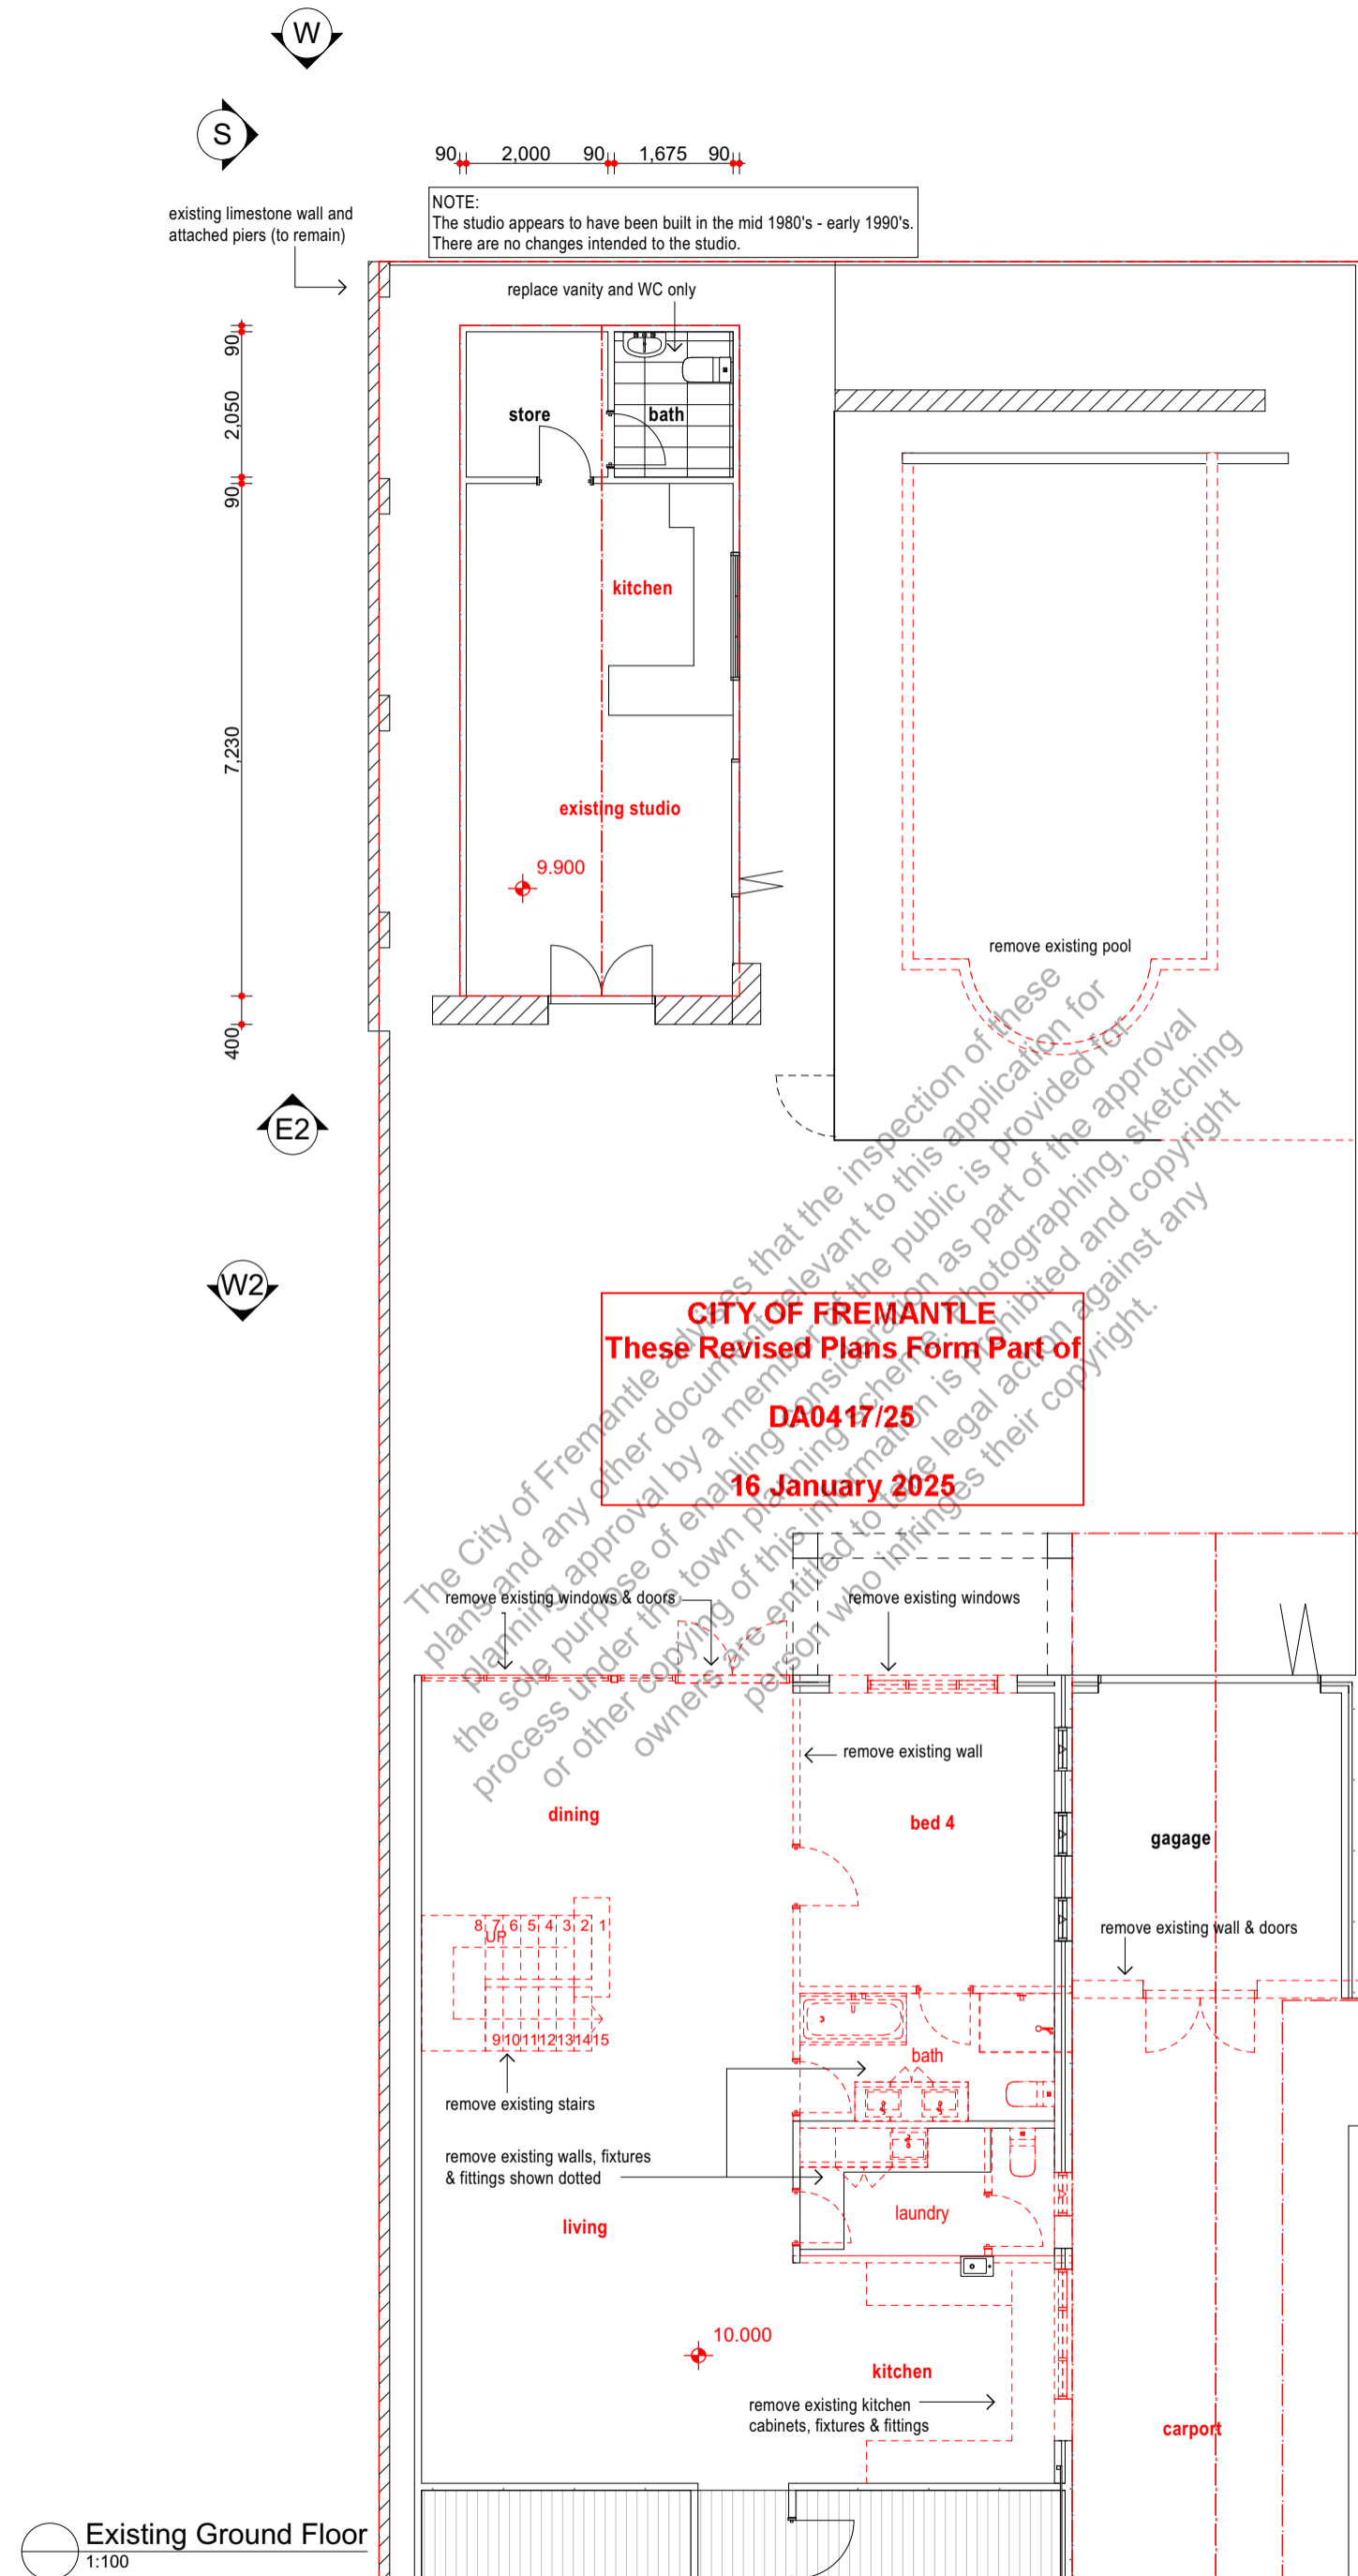 W
S
90 2,000 90 1,675 90
NOTE:
The studio appears to have been built in the mid 1980's - early 1990's.
There are no changes intended to the studio.
existing limestone wall and
attached piers (to remain)
replace vanity and WC only
90
2,050
90
7,230
400
store
bath
kitchen
existing studio
9.900
remove existing pool
E2
W2
CITY OF FREMANTLE
These Revised Plans Form Part of
DA0417/25
16 January 2025
The City of Fremantle advises that the inspection of these
plans and any other document relevant to this application for
planning approval by a member of the public is provided for
the sole purpose of enabling consideration as part of the approval
process under the town planning scheme. Photographing, sketching
or other copying of this information is prohibited and copyright
owners are entitled to take legal action against any
person who infringes their copyright.
remove existing windows & doors
remove existing windows
remove existing wall
dining
bed 4
gagage
remove existing wall & doors
8 7 6 5 4 3 2 1
UP
9 10 11 12 13 14 15
bath
remove existing stairs
remove existing walls, fixtures
& fittings shown dotted
laundry
living
10.000
kitchen
remove existing kitchen
cabinets, fixtures & fittings
carport
Existing Ground Floor
1:100